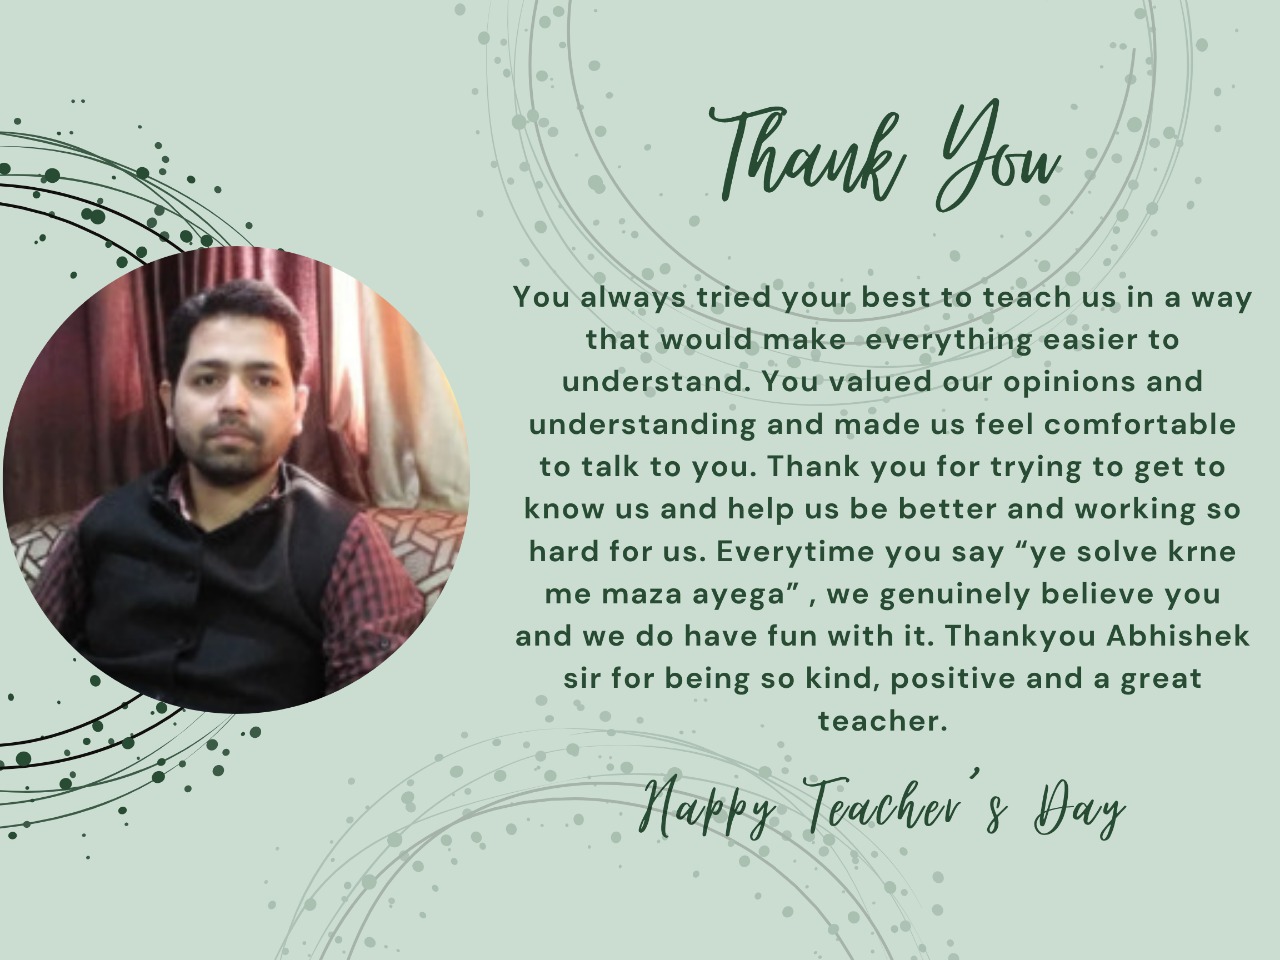 Thank You
You always tried your best to teach us in a way
that would make everything easier to
understand. You valued our opinions and
understanding and made us feel comfortable
to talk to you. Thank you for trying to get to
know us and help us be better and working so
hard for us. Everytime you say “ye solve krne
me maza ayega” , we genuinely believe you
and we do have fun with it. Thankyou Abhishek
sir for being so kind, positive and a great
teacher.
Happy Teacher’s Day